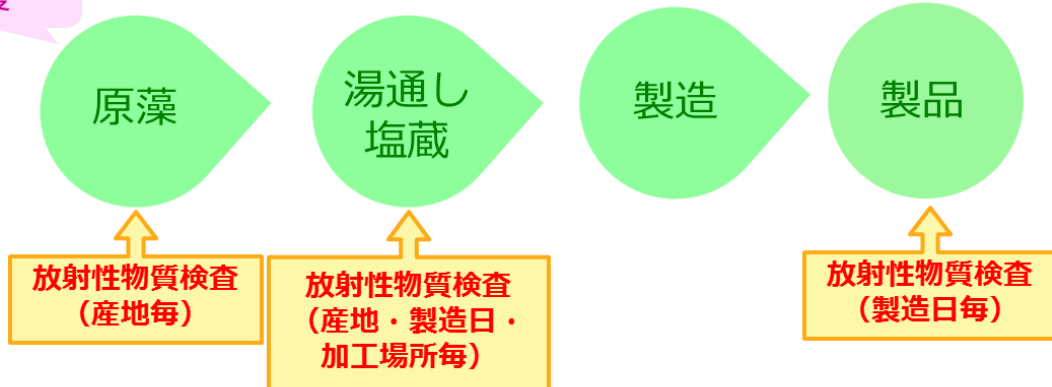 原藻
湯通し
塩蔵
製造
製品
放射性物質検査
（産地毎）
放射性物質検査
（産地・製造日・
加工場所毎）
放射性物質検査
（製造日毎）